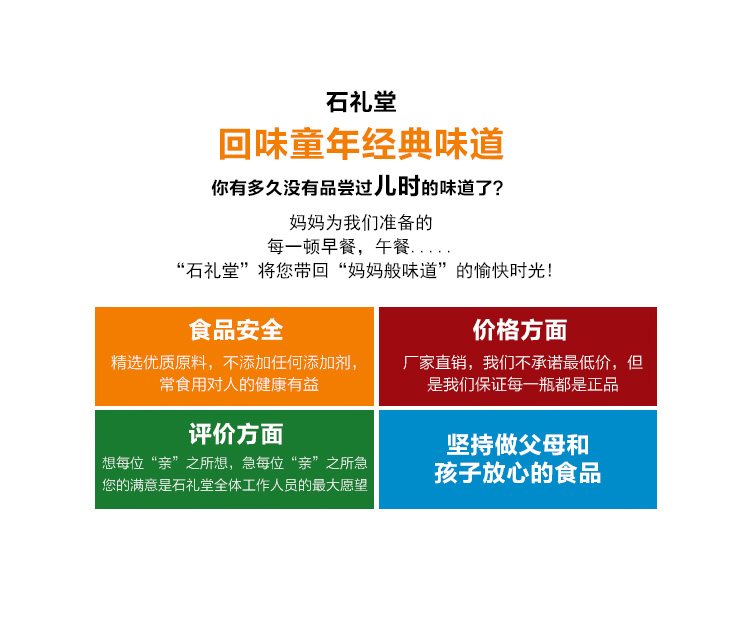 石礼堂
回味童年经典味道
你有多久没有品尝过儿时的味道了？
妈妈为我们准备的
每一顿早餐，午餐.....
“石礼堂”将您带回“妈妈般味道”的愉快时光！
食品安全
精选优质原料，不添加任何添加剂，
常食用对人的健康有益
价格方面
厂家直销，我们不承诺最低价，但
是我们保证每一瓶都是正品
评价方面
想每位“亲”之所想，急每位“亲”之所急
您的满意是石礼堂全体工作人员的最大愿望
坚持做父母和
孩子放心的食品